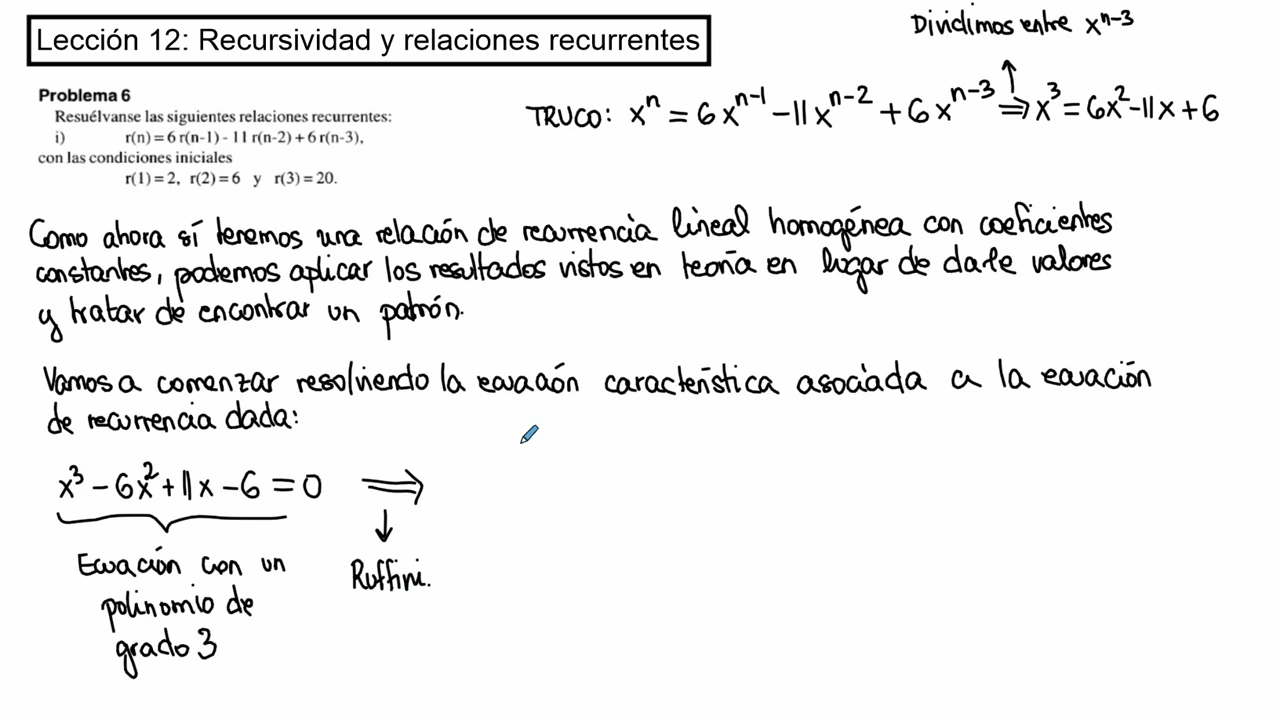 Lección 12: Recursividad y relaciones recurrentes
Dividimos entre x^{n-3}
Problema 6
Resuélvanse las siguientes relaciones recurrentes:
i) r(n)=6 r(n-1) - 11 r(n-2) + 6 r(n-3),
con las condiciones iniciales
r(1)=2, r(2)=6 y r(3)=20.
TRUCO: x^n = 6x^{n-1} - 11x^{n-2} + 6x^{n-3} ⇒ x^3 = 6x^2 - 11x + 6
Como ahora sí tenemos una relación de recurrencia lineal homogénea con coeficientes
constantes, podemos aplicar los resultados vistos en teoría en lugar de darle valores
y tratar de encontrar un patrón.
Vamos a comenzar resolviendo la ecuación característica asociada a la ecuación
de recurrencia dada:
x^3 - 6x^2 + 11x - 6 = 0 ⇒
Ecuación con un
polinomio de
grado 3
Ruffini.